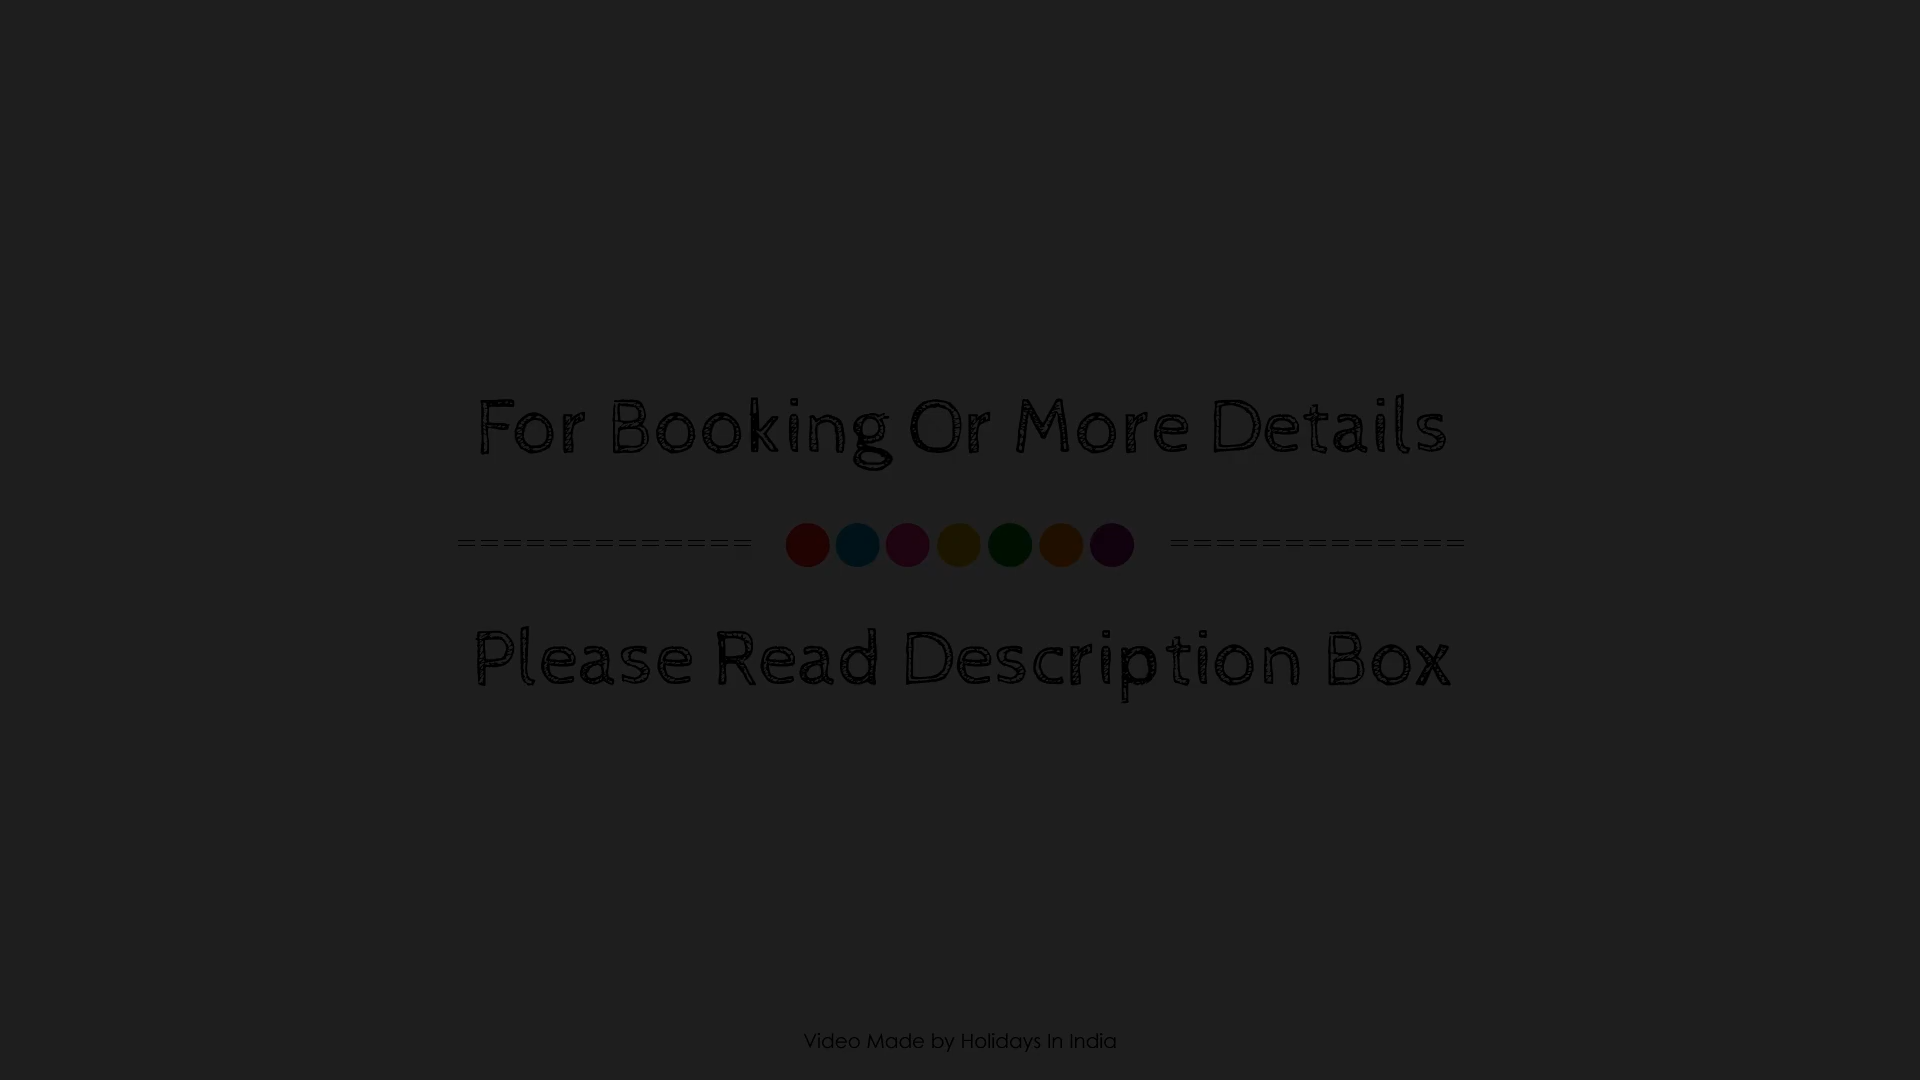 For Booking Or More Details
============= =============
Please Read Description Box
Video Made by Holidays In India